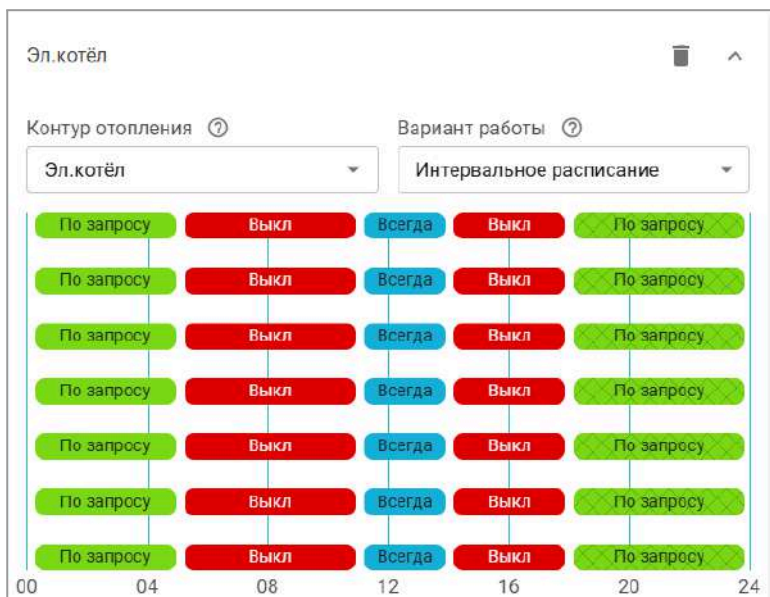 Эл.котёл
Контур отопления Вариант работы
Эл.котёл Интервальное расписание
По запросу Выкл Всегда Выкл По запросу
По запросу Выкл Всегда Выкл По запросу
По запросу Выкл Всегда Выкл По запросу
По запросу Выкл Всегда Выкл По запросу
По запросу Выкл Всегда Выкл По запросу
По запросу Выкл Всегда Выкл По запросу
По запросу Выкл Всегда Выкл По запросу
00 04 08 12 16 20 24